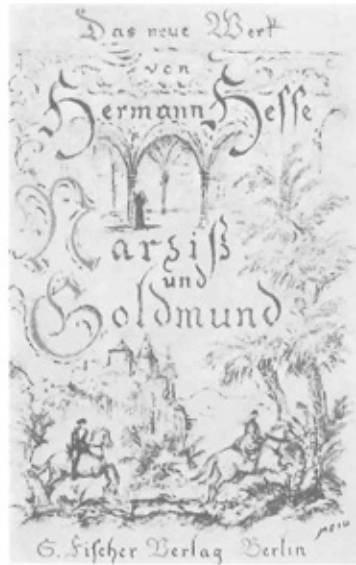 Das neue Werk
von
Hermann Hesse
Narziß
und
Goldmund
S. Fischer Verlag Berlin